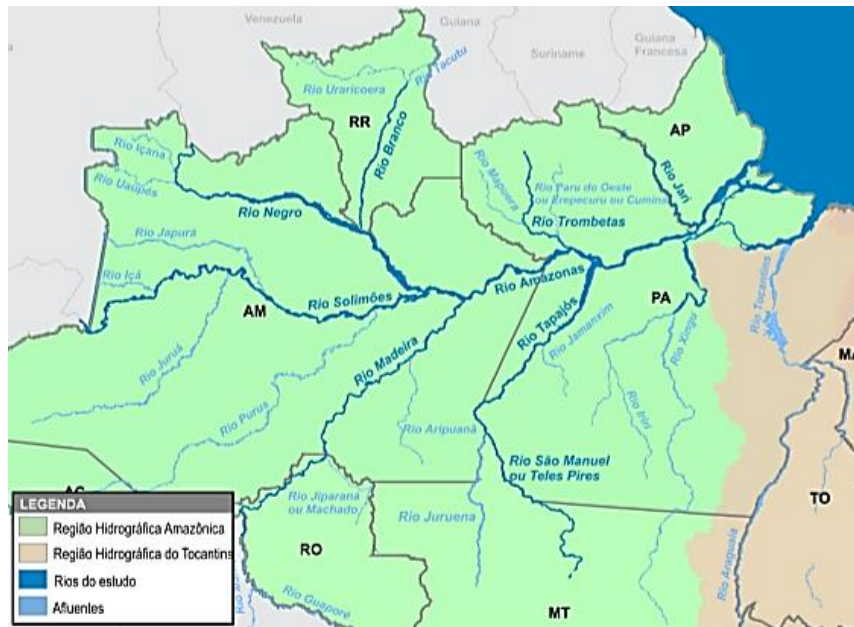 Venezuela
Guiana
Suriname
Guiana
Francesa
Rio Uraricoera
Rio Tacutu
RR
Rio Branco
AP
Rio Içana
Rio Uaupés
Rio Negro
Rio Mapuera
Rio Paru do Oeste
ou Erepecuru ou Cuminá
Rio Jari
Rio Trombetas
Rio Japurá
Rio Içá
AM
Rio Solimões
Rio Amazonas
PA
Rio Tocantins
Rio Tapajós
Rio Jamanxim
Rio Xingu
MA
Rio Juruá
Rio Madeira
Rio Purus
Rio Aripuanã
Rio Iriri
Rio São Manuel
ou Teles Pires
AC
TO
LEGENDA
Região Hidrográfica Amazônica
Região Hidrográfica do Tocantins
Rios do estudo
Afluentes
Rio Jiparaná
ou Machado
Rio Juruena
RO
Rio Araguaia
Rio Guaporé
MT